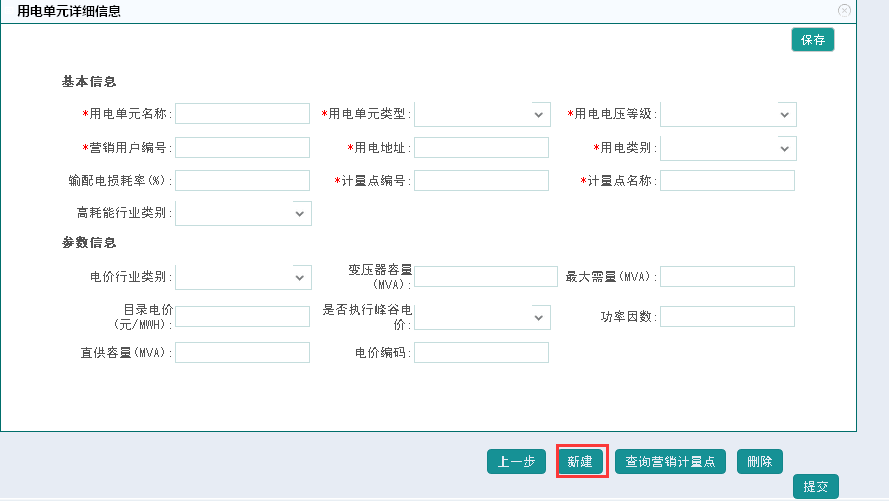 用电单元详细信息
保存
基本信息
*用电单元名称: *用电单元类型: *用电电压等级:
*营销用户编号: *用电地址: *用电类别:
输配电损耗率(%): *计量点编号: *计量点名称:
高耗能行业类别:
参数信息
电价行业类别: 变压器容量
(MVA): 最大需量(MVA):
目录电价
(元/MWH): 是否执行峰谷电
价: 功率因数:
直供容量(MVA): 电价编码:
上一步 新建 查询营销计量点 删除
提交